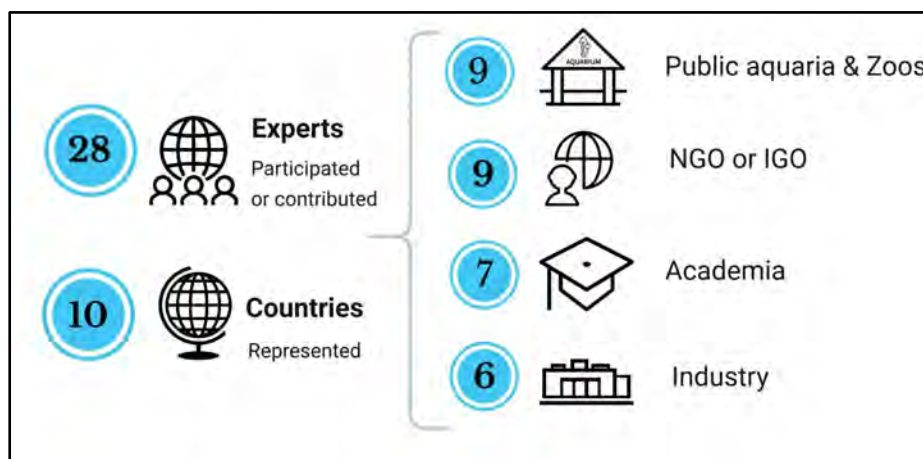 28
Experts
Participated
or contributed
10
Countries
Represented
9
AQUARIUM
Public aquaria & Zoos
9
NGO or IGO
7
Academia
6
Industry